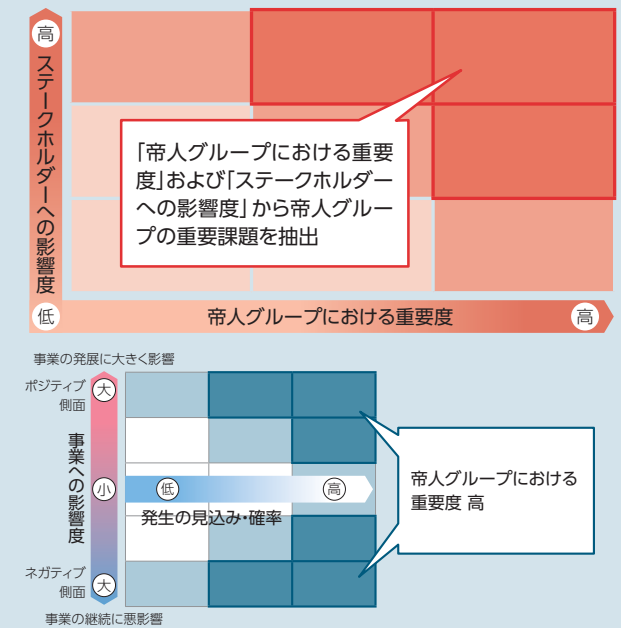 高
ステークホルダーへの影響度
低
「帝人グループにおける重要
度」および「ステークホルダー
への影響度」から帝人グルー
プの重要課題を抽出
帝人グループにおける重要度
高
事業の発展に大きく影響
ポジティブ
側面
大
事業への影響度
小
低
高
発生の見込み・確率
帝人グループにおける
重要度 高
ネガティブ
側面
大
事業の継続に悪影響